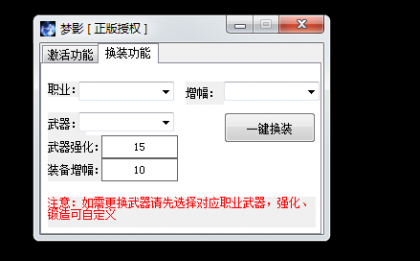 梦影 [ 正版授权 ]
激活功能 换装功能
职业: 增幅:
武器: 一键换装
武器强化: 15
装备增幅: 10
注意：如需更换武器请先选择对应职业武器，强化、
锻造可自定义